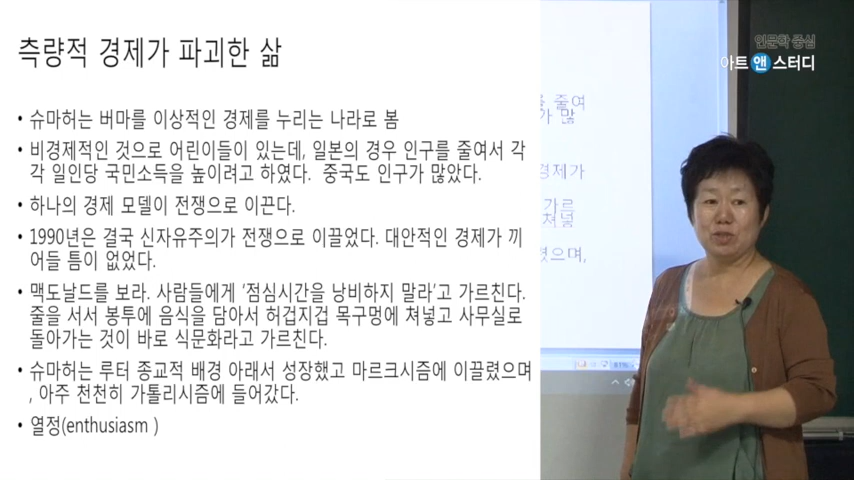 측량적 경제가 파괴한 삶
• 슈마허는 버마를 이상적인 경제를 누리는 나라로 봄
• 비경제적인 것으로 어린이들이 있는데, 일본의 경우 인구를 줄여서 각
각 일인당 국민소득을 높이려고 하였다. 중국도 인구가 많았다.
• 하나의 경제 모델이 전쟁으로 이끈다.
• 1990년은 결국 신자유주의가 전쟁으로 이끌었다. 대안적인 경제가 끼
어들 틈이 없었다.
• 맥도날드를 보라. 사람들에게 '점심시간을 낭비하지 말라'고 가르친다.
줄을 서서 봉투에 음식을 담아서 허겁지겁 목구멍에 쳐넣고 사무실로
돌아가는 것이 바로 식문화라고 가르친다.
• 슈마허는 루터 종교적 배경 아래서 성장했고 마르크시즘에 이끌렸으며
, 아주 천천히 가톨리시즘에 들어갔다.
• 열정(enthusiasm )
인문학 중심
아트 앤 스터디
줄여
가 많
경제가
가르
쳐넣
렸으며,